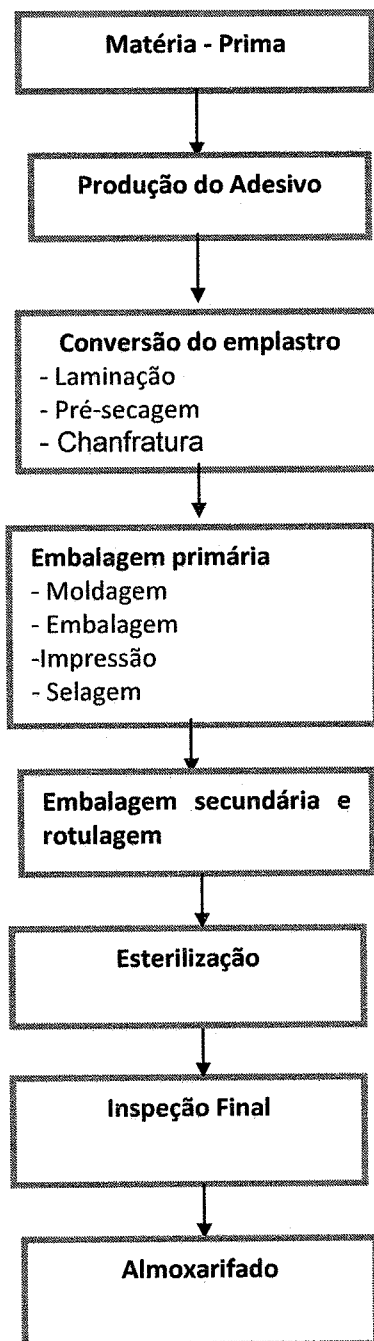 Matéria - Prima
Produção do Adesivo
Conversão do emplastro
- Laminação
- Pré-secagem
- Chanfratura
Embalagem primária
- Moldagem
- Embalagem
-Impressão
- Selagem
Embalagem secundária e
rotulagem
Esterilização
Inspeção Final
Almoxarifado